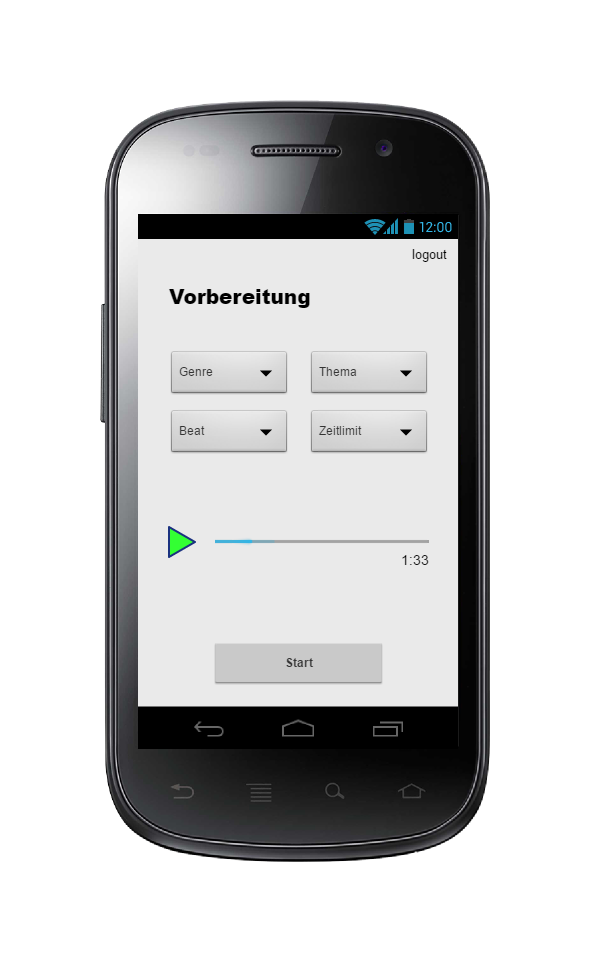 12:00
logout
Vorbereitung
Genre
Thema
Beat
Zeitlimit
1:33
Start